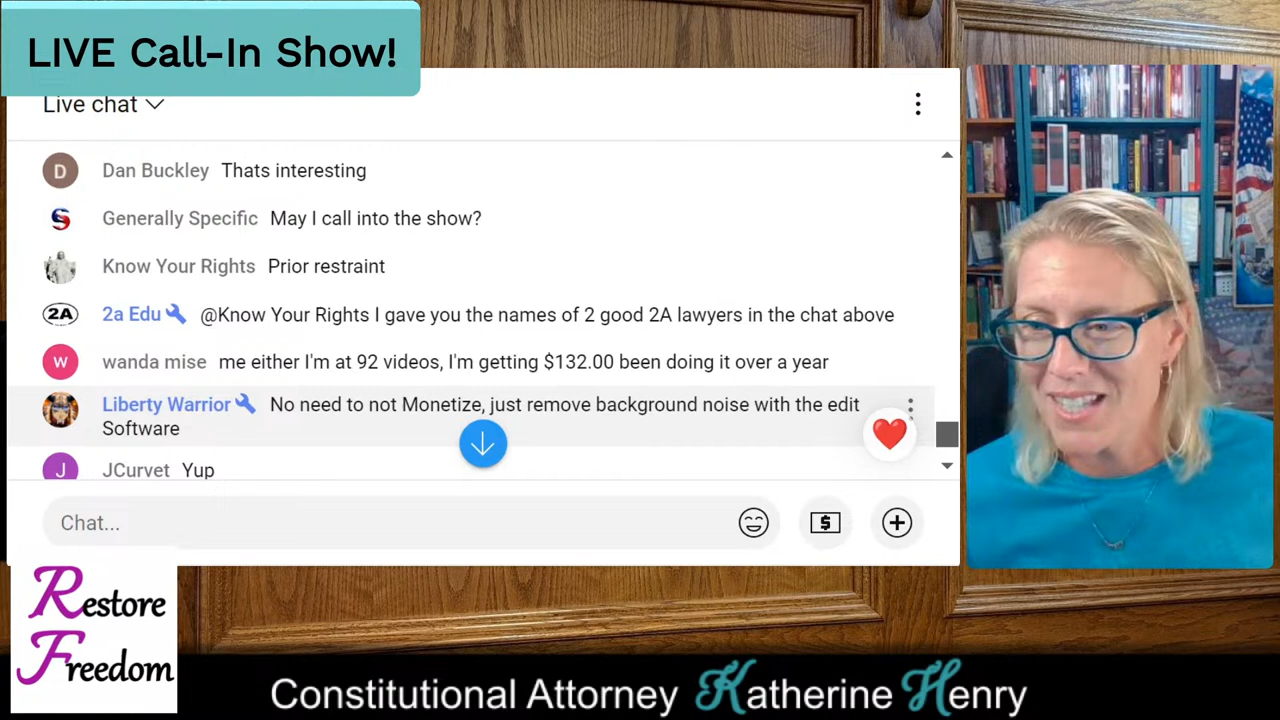 LIVE Call-In Show!
Live chat
D Dan Buckley Thats interesting
S Generally Specific May I call into the show?
Know Your Rights Prior restraint
2A 2a Edu @Know Your Rights I gave you the names of 2 good 2A lawyers in the chat above
w wanda mise me either I'm at 92 videos, I'm getting $132.00 been doing it over a year
Liberty Warrior No need to not Monetize, just remove background noise with the edit
Software
J JCurvet Yup
Chat...
$
Restore
Freedom
Constitutional Attorney Katherine Henry